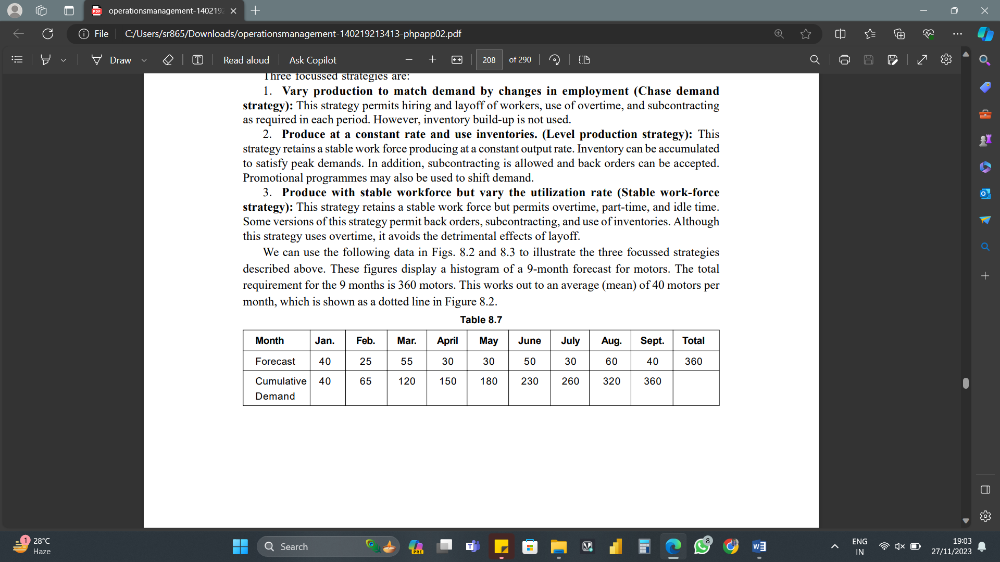 operationsmanagement-14021921
File
C:/Users/sr865/Downloads/operationsmanagement-140219213413-phpapp02.pdf
Draw
Read aloud
Ask Copilot
208
of 290
Three focussed strategies are:
1. Vary production to match demand by changes in employment (Chase demand
strategy): This strategy permits hiring and layoff of workers, use of overtime, and subcontracting
as required in each period. However, inventory build-up is not used.
2. Produce at a constant rate and use inventories. (Level production strategy): This
strategy retains a stable work force producing at a constant output rate. Inventory can be accumulated
to satisfy peak demands. In addition, subcontracting is allowed and back orders can be accepted.
Promotional programmes may also be used to shift demand.
3. Produce with stable workforce but vary the utilization rate (Stable work-force
strategy): This strategy retains a stable work force but permits overtime, part-time, and idle time.
Some versions of this strategy permit back orders, subcontracting, and use of inventories. Although
this strategy uses overtime, it avoids the detrimental effects of layoff.
We can use the following data in Figs. 8.2 and 8.3 to illustrate the three focussed strategies
described above. These figures display a histogram of a 9-month forecast for motors. The total
requirement for the 9 months is 360 motors. This works out to an average (mean) of 40 motors per
month, which is shown as a dotted line in Figure 8.2.
Table 8.7
Month Jan. Feb. Mar. April May June July Aug. Sept. Total
Forecast 40 25 55 30 30 50 30 60 40 360
Cumulative 40 65 120 150 180 230 260 320 360
Demand
1
28°C
Haze
Search
PRE
8
ENG
IN
19:03
27/11/2023